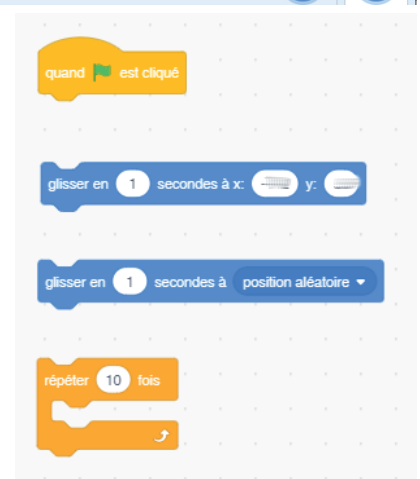 quand est cliqué
glisser en 1 secondes à x: y:
glisser en 1 secondes à position aléatoire
répéter 10 fois